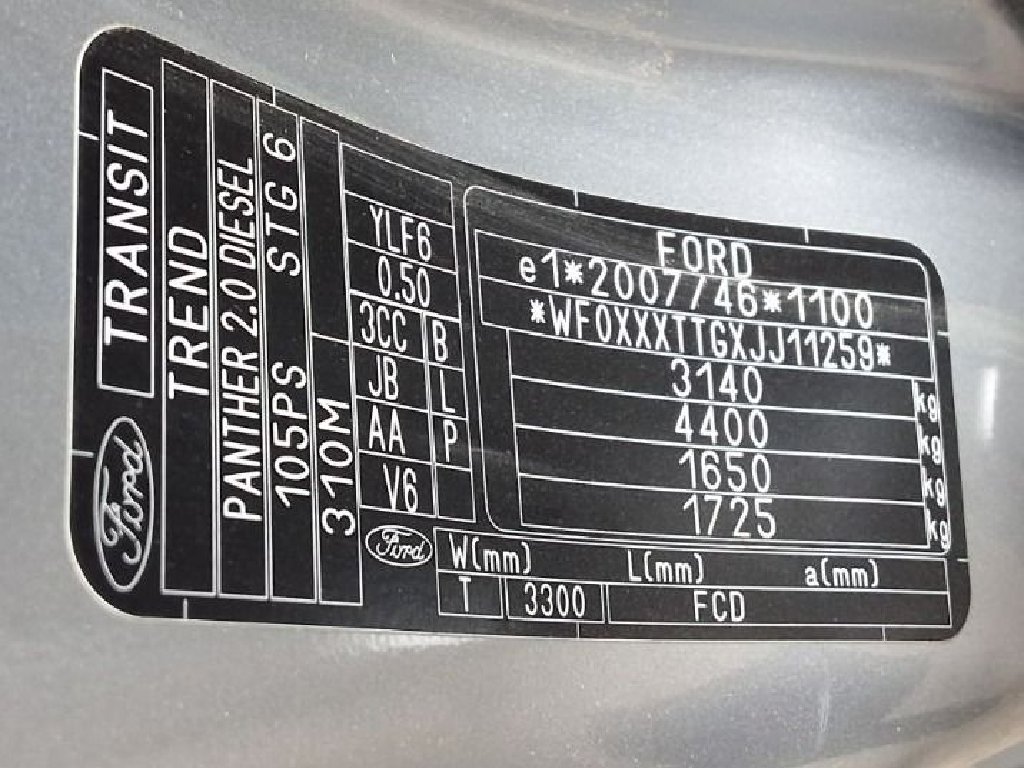 Ford
TRANSIT
TREND
PANTHER 2.0 DIESEL
105PS STG 6
310M
YLF6
0.50
3CC B
JB L
AA P
V6
Ford
FORD
e1*2007/46*1100
*WF0XXXTTGXJJ11259*
3140 kg
4400 kg
1650 kg
1725 kg
W(mm) L(mm) a(mm)
T 3300 FCD